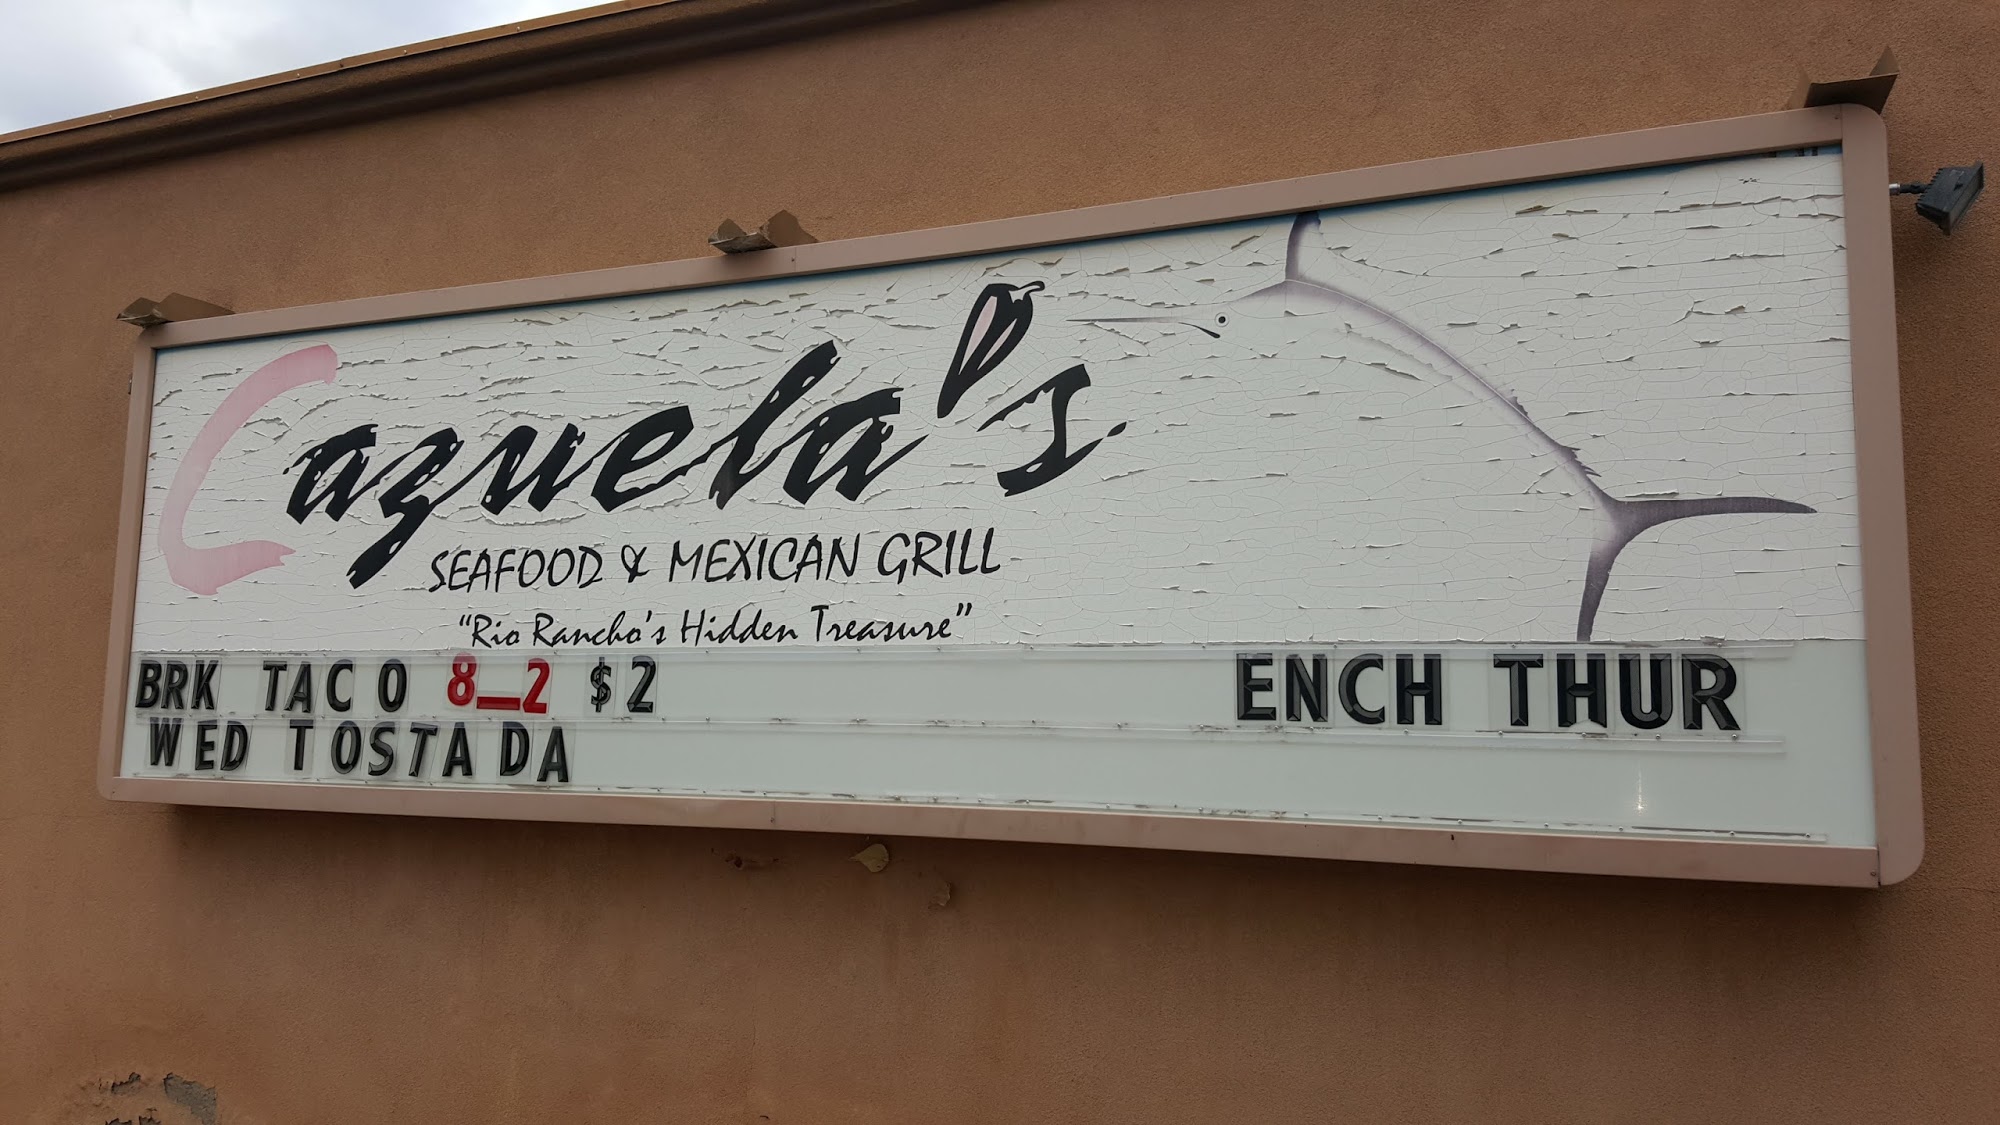 Cazuela's
SEAFOOD & MEXICAN GRILL
"Rio Rancho's Hidden Treasure"
BRK TACO 8_2 $2 ENCH THUR
WED TOSTADA